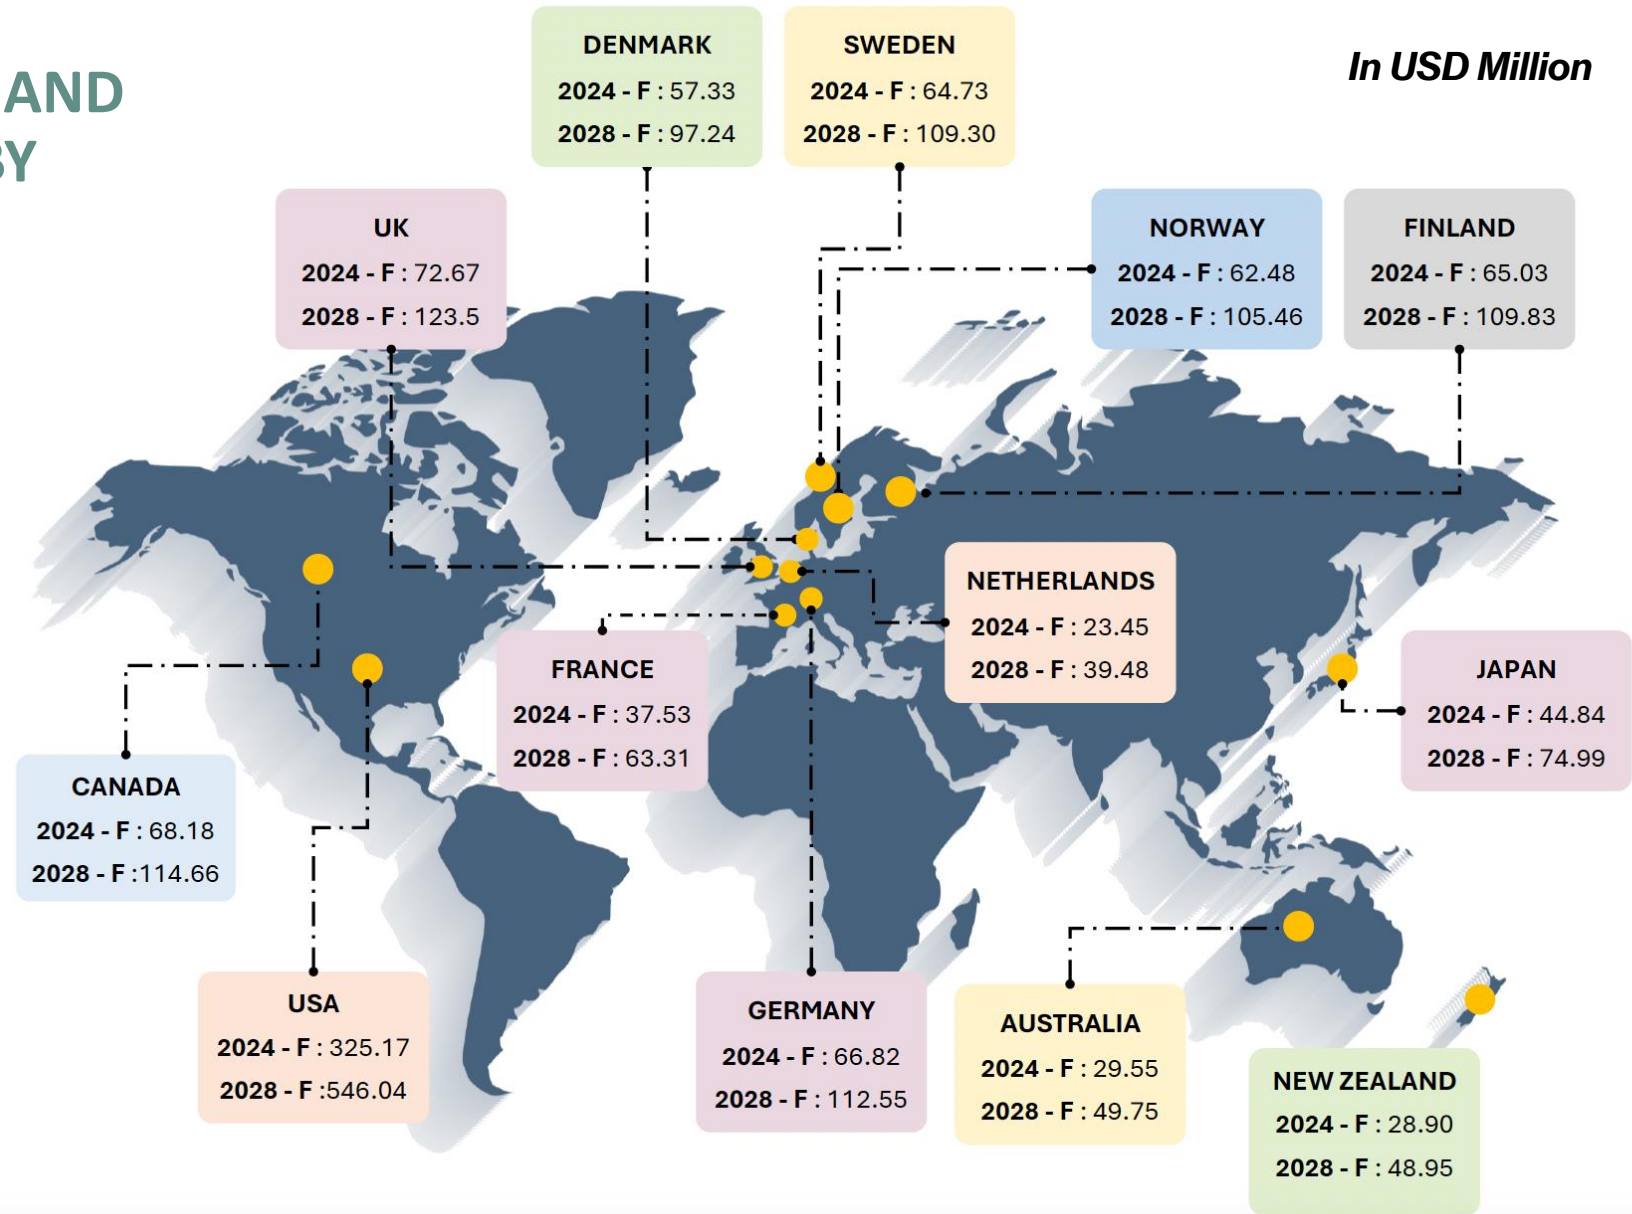 AND
BY
In USD Million
DENMARK
2024 - F : 57.33
2028 - F : 97.24
SWEDEN
2024 - F : 64.73
2028 - F : 109.30
UK
2024 - F : 72.67
2028 - F : 123.5
NORWAY
2024 - F : 62.48
2028 - F : 105.46
FINLAND
2024 - F : 65.03
2028 - F : 109.83
NETHERLANDS
2024 - F : 23.45
2028 - F : 39.48
FRANCE
2024 - F : 37.53
2028 - F : 63.31
JAPAN
2024 - F : 44.84
2028 - F : 74.99
CANADA
2024 - F : 68.18
2028 - F :114.66
USA
2024 - F : 325.17
2028 - F :546.04
GERMANY
2024 - F : 66.82
2028 - F : 112.55
AUSTRALIA
2024 - F : 29.55
2028 - F : 49.75
NEW ZEALAND
2024 - F : 28.90
2028 - F : 48.95